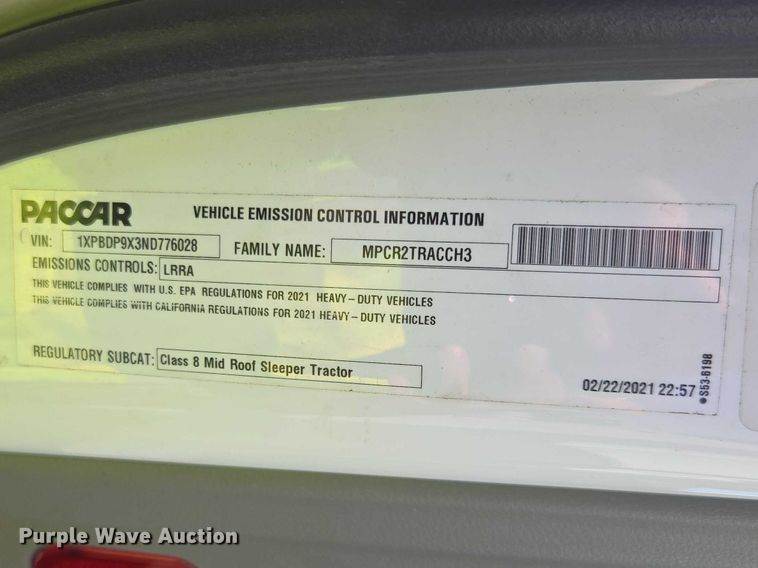 PACCAR VEHICLE EMISSION CONTROL INFORMATION
VIN: 1XPBDP9X3ND776028 FAMILY NAME: MPCR2TRACCH3
EMISSIONS CONTROLS: LRRA
THIS VEHICLE COMPLIES WITH U.S. EPA REGULATIONS FOR 2021 HEAVY-DUTY VEHICLES
THIS VEHICLE COMPLIES WITH CALIFORNIA REGULATIONS FOR 2021 HEAVY-DUTY VEHICLES
REGULATORY SUBCAT: Class 8 Mid Roof Sleeper Tractor
02/22/2021 22:57
S53-6198
Purple Wave Auction